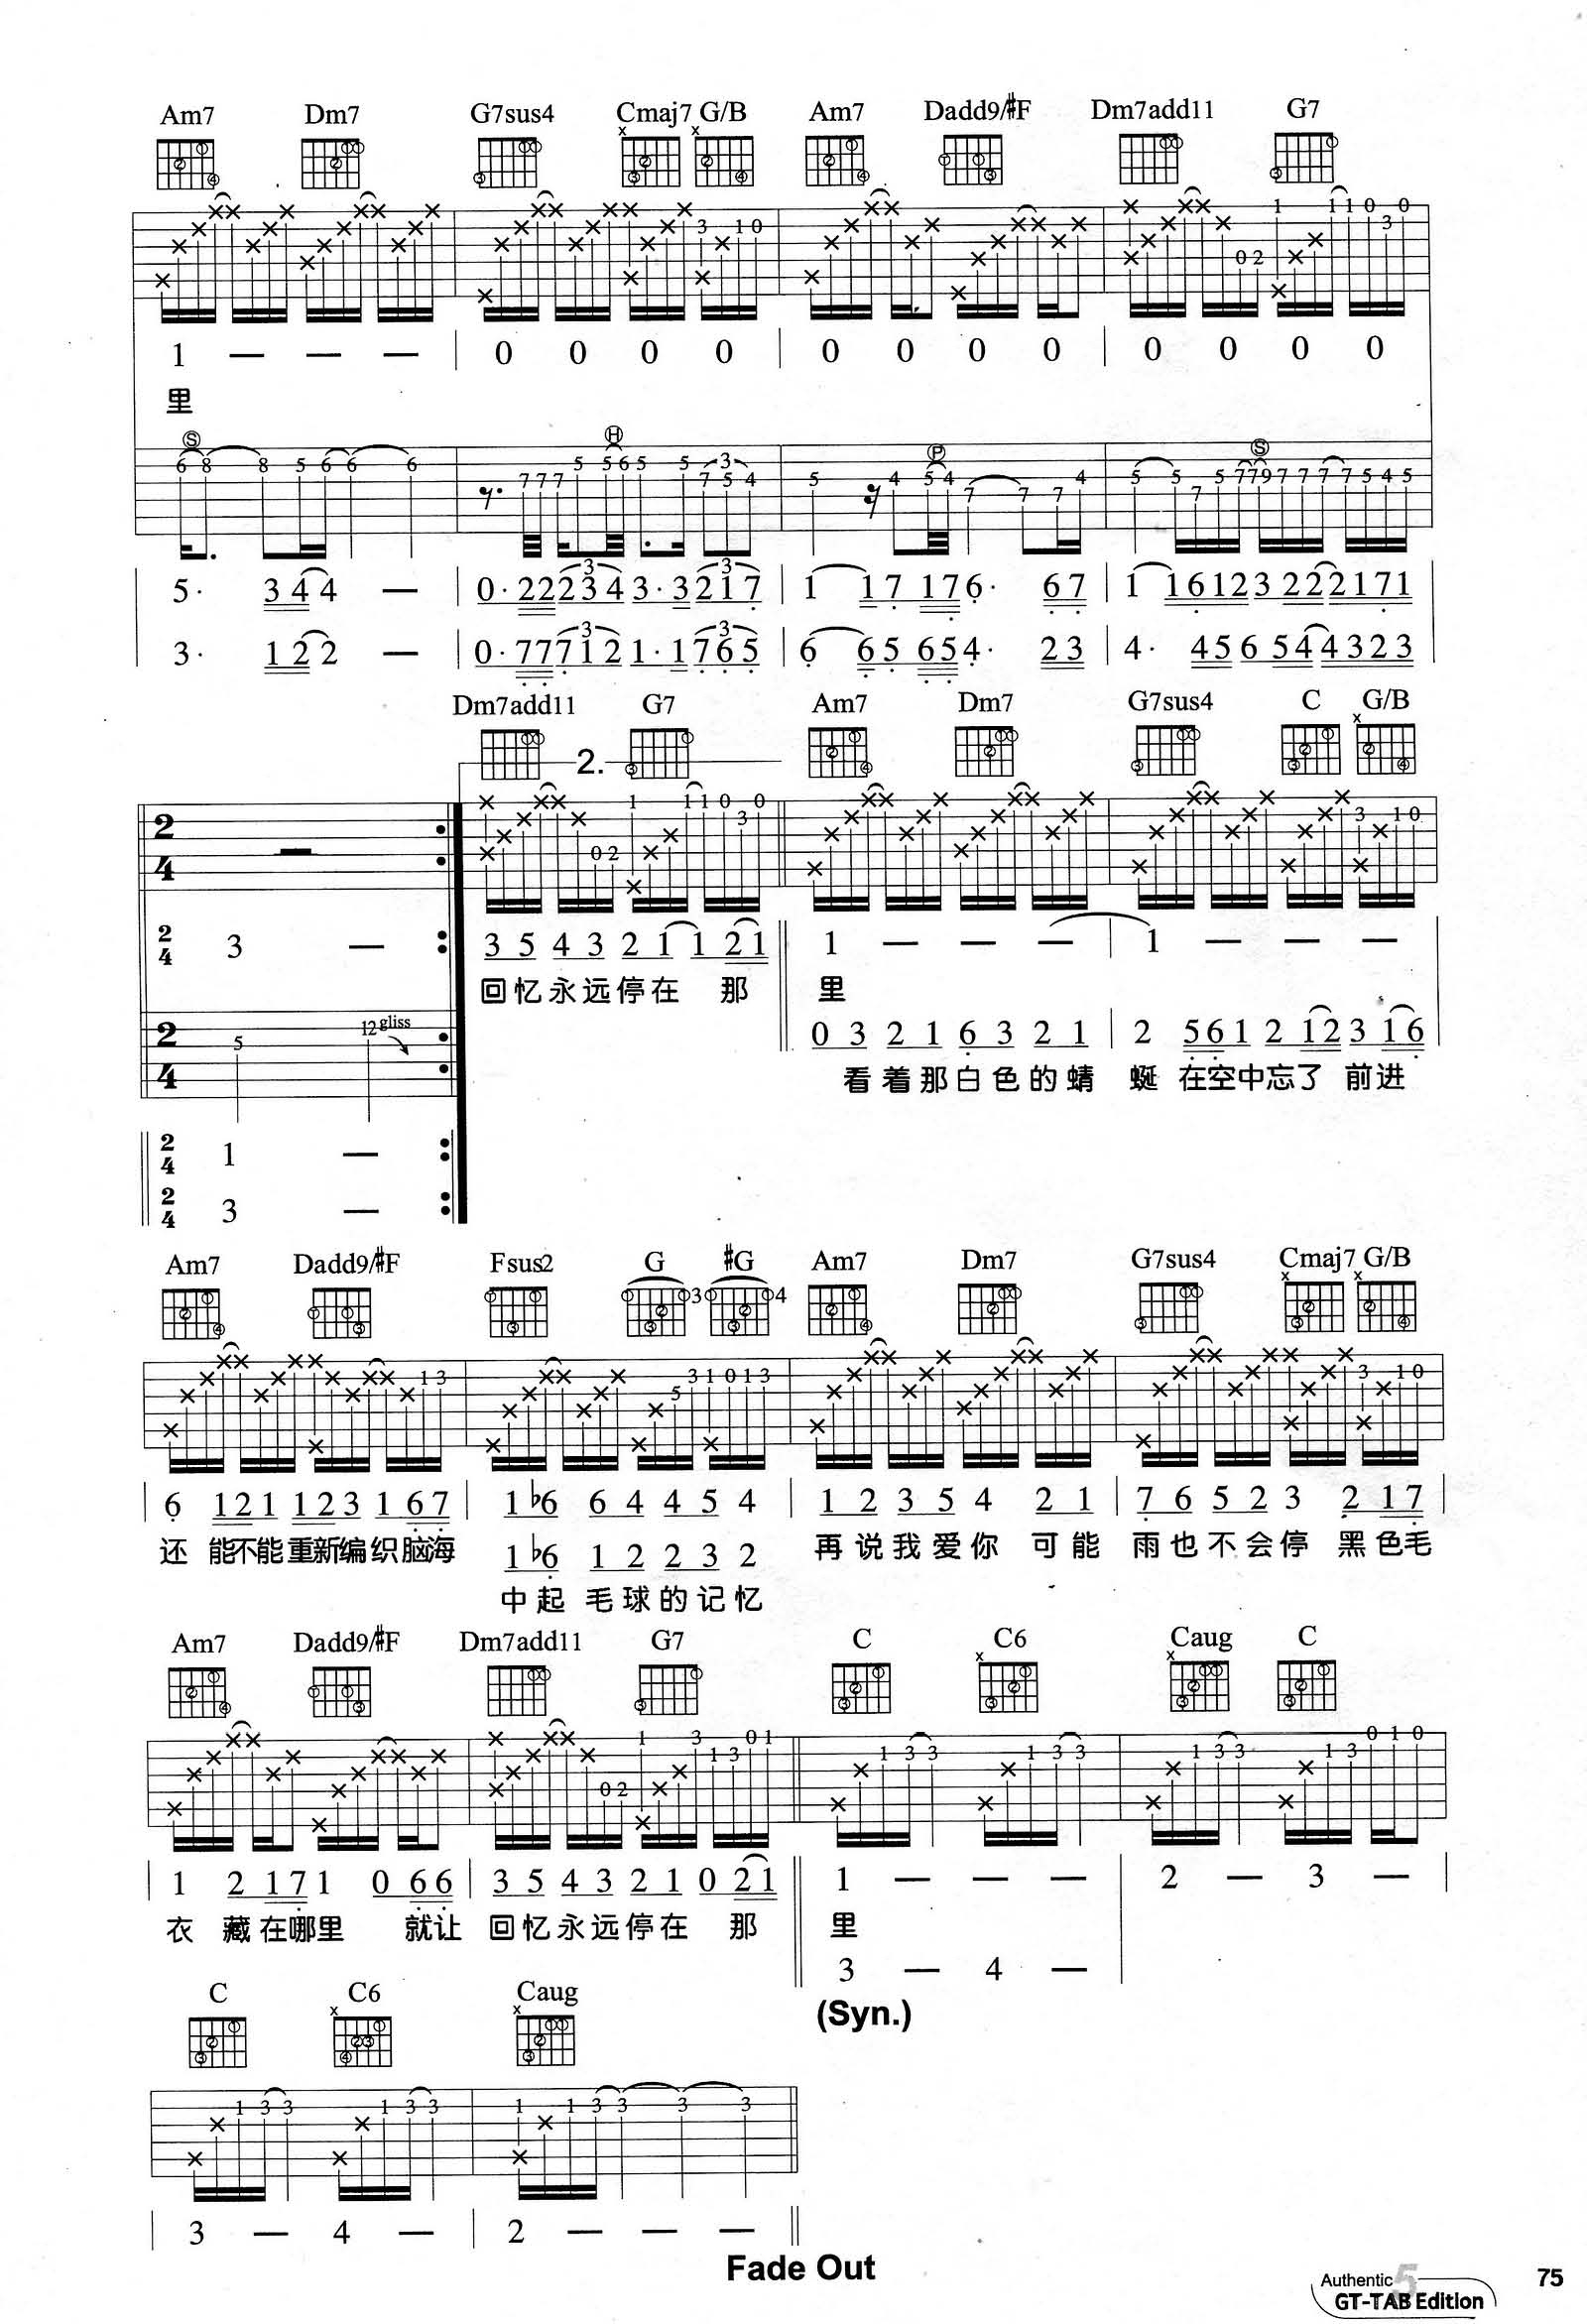 Am7 Dm7 G7sus4 Cmaj7 G/B Am7 Dadd9/#F Dm7add11 G7
1 — — — | 0 0 0 0 | 0 0 0 0 | 0 0 0 0
里
5· 3 4 4 — | 0· 2 2 2 3 4 3· 3 2 1 7 | 1 1 7 1 7 6· 6 7 | 1 1 6 1 2 3 2 2 2 1 7 1
3· 1 2 2 — | 0· 7 7 7 1 2 1· 1 7 6 5 | 6 6 5 6 5 4· 2 3 | 4· 4 5 6 5 4 4 3 2 3
Dm7add11 G7 Am7 Dm7 G7sus4 C G/B
2.
2/4 3 — 3 5 4 3 2 1 1 2 1 1 — — — | 1 — — —
回忆永远停在 那 里
0 3 2 1 6 3 2 1 | 2 5 6 1 2 1 2 3 1 6
看着那白色的蜻 蜓 在空中忘了 前进
12 gliss
2/4 1 —
2/4 3 —
Am7 Dadd9/#F Fsus2 G #G Am7 Dm7 G7sus4 Cmaj7 G/B
6 1 2 1 1 2 3 1 6 7 | 1 ♭6 6 4 4 5 4 | 1 2 3 5 4 2 1 | 7 6 5 2 3 2 1 7
还 能不能重新编织脑海 再说我爱你 可能 雨也不会停 黑色毛
1 ♭6 1 2 2 3 2
中起 毛球的记忆
Am7 Dadd9/#F Dm7add11 G7 C C6 Caug C
1 2 1 7 1 0 6 6 | 3 5 4 3 2 1 0 2 1 1 — — — | 2 — 3 —
衣 藏在哪里 就让 回忆永远停在 那 里
3 — 4 —
(Syn.)
C C6 Caug
3 — 4 — | 2 — — —
Fade Out
Authentic 5
GT-TAB Edition
75